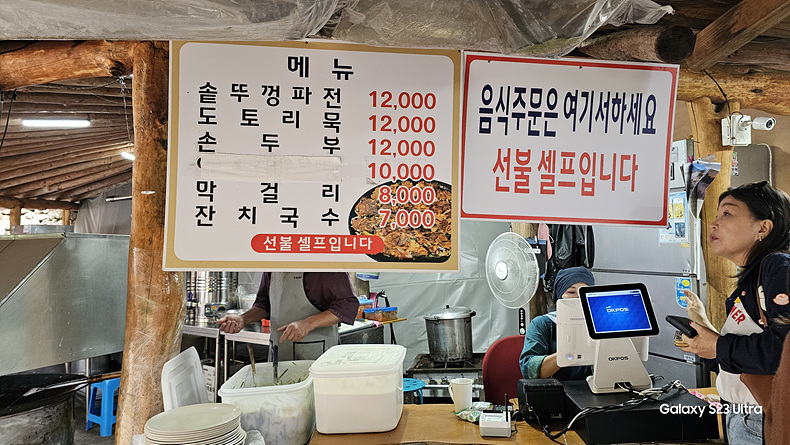 메뉴
솥뚜껑파전 12,000
도토리묵 12,000
손두부 12,000
10,000
막걸리 8,000
잔치국수 7,000
선불 셀프입니다
음식주문은 여기서하세요
선불 셀프입니다
OKPOS
OKPOS
Galaxy S23 Ultra